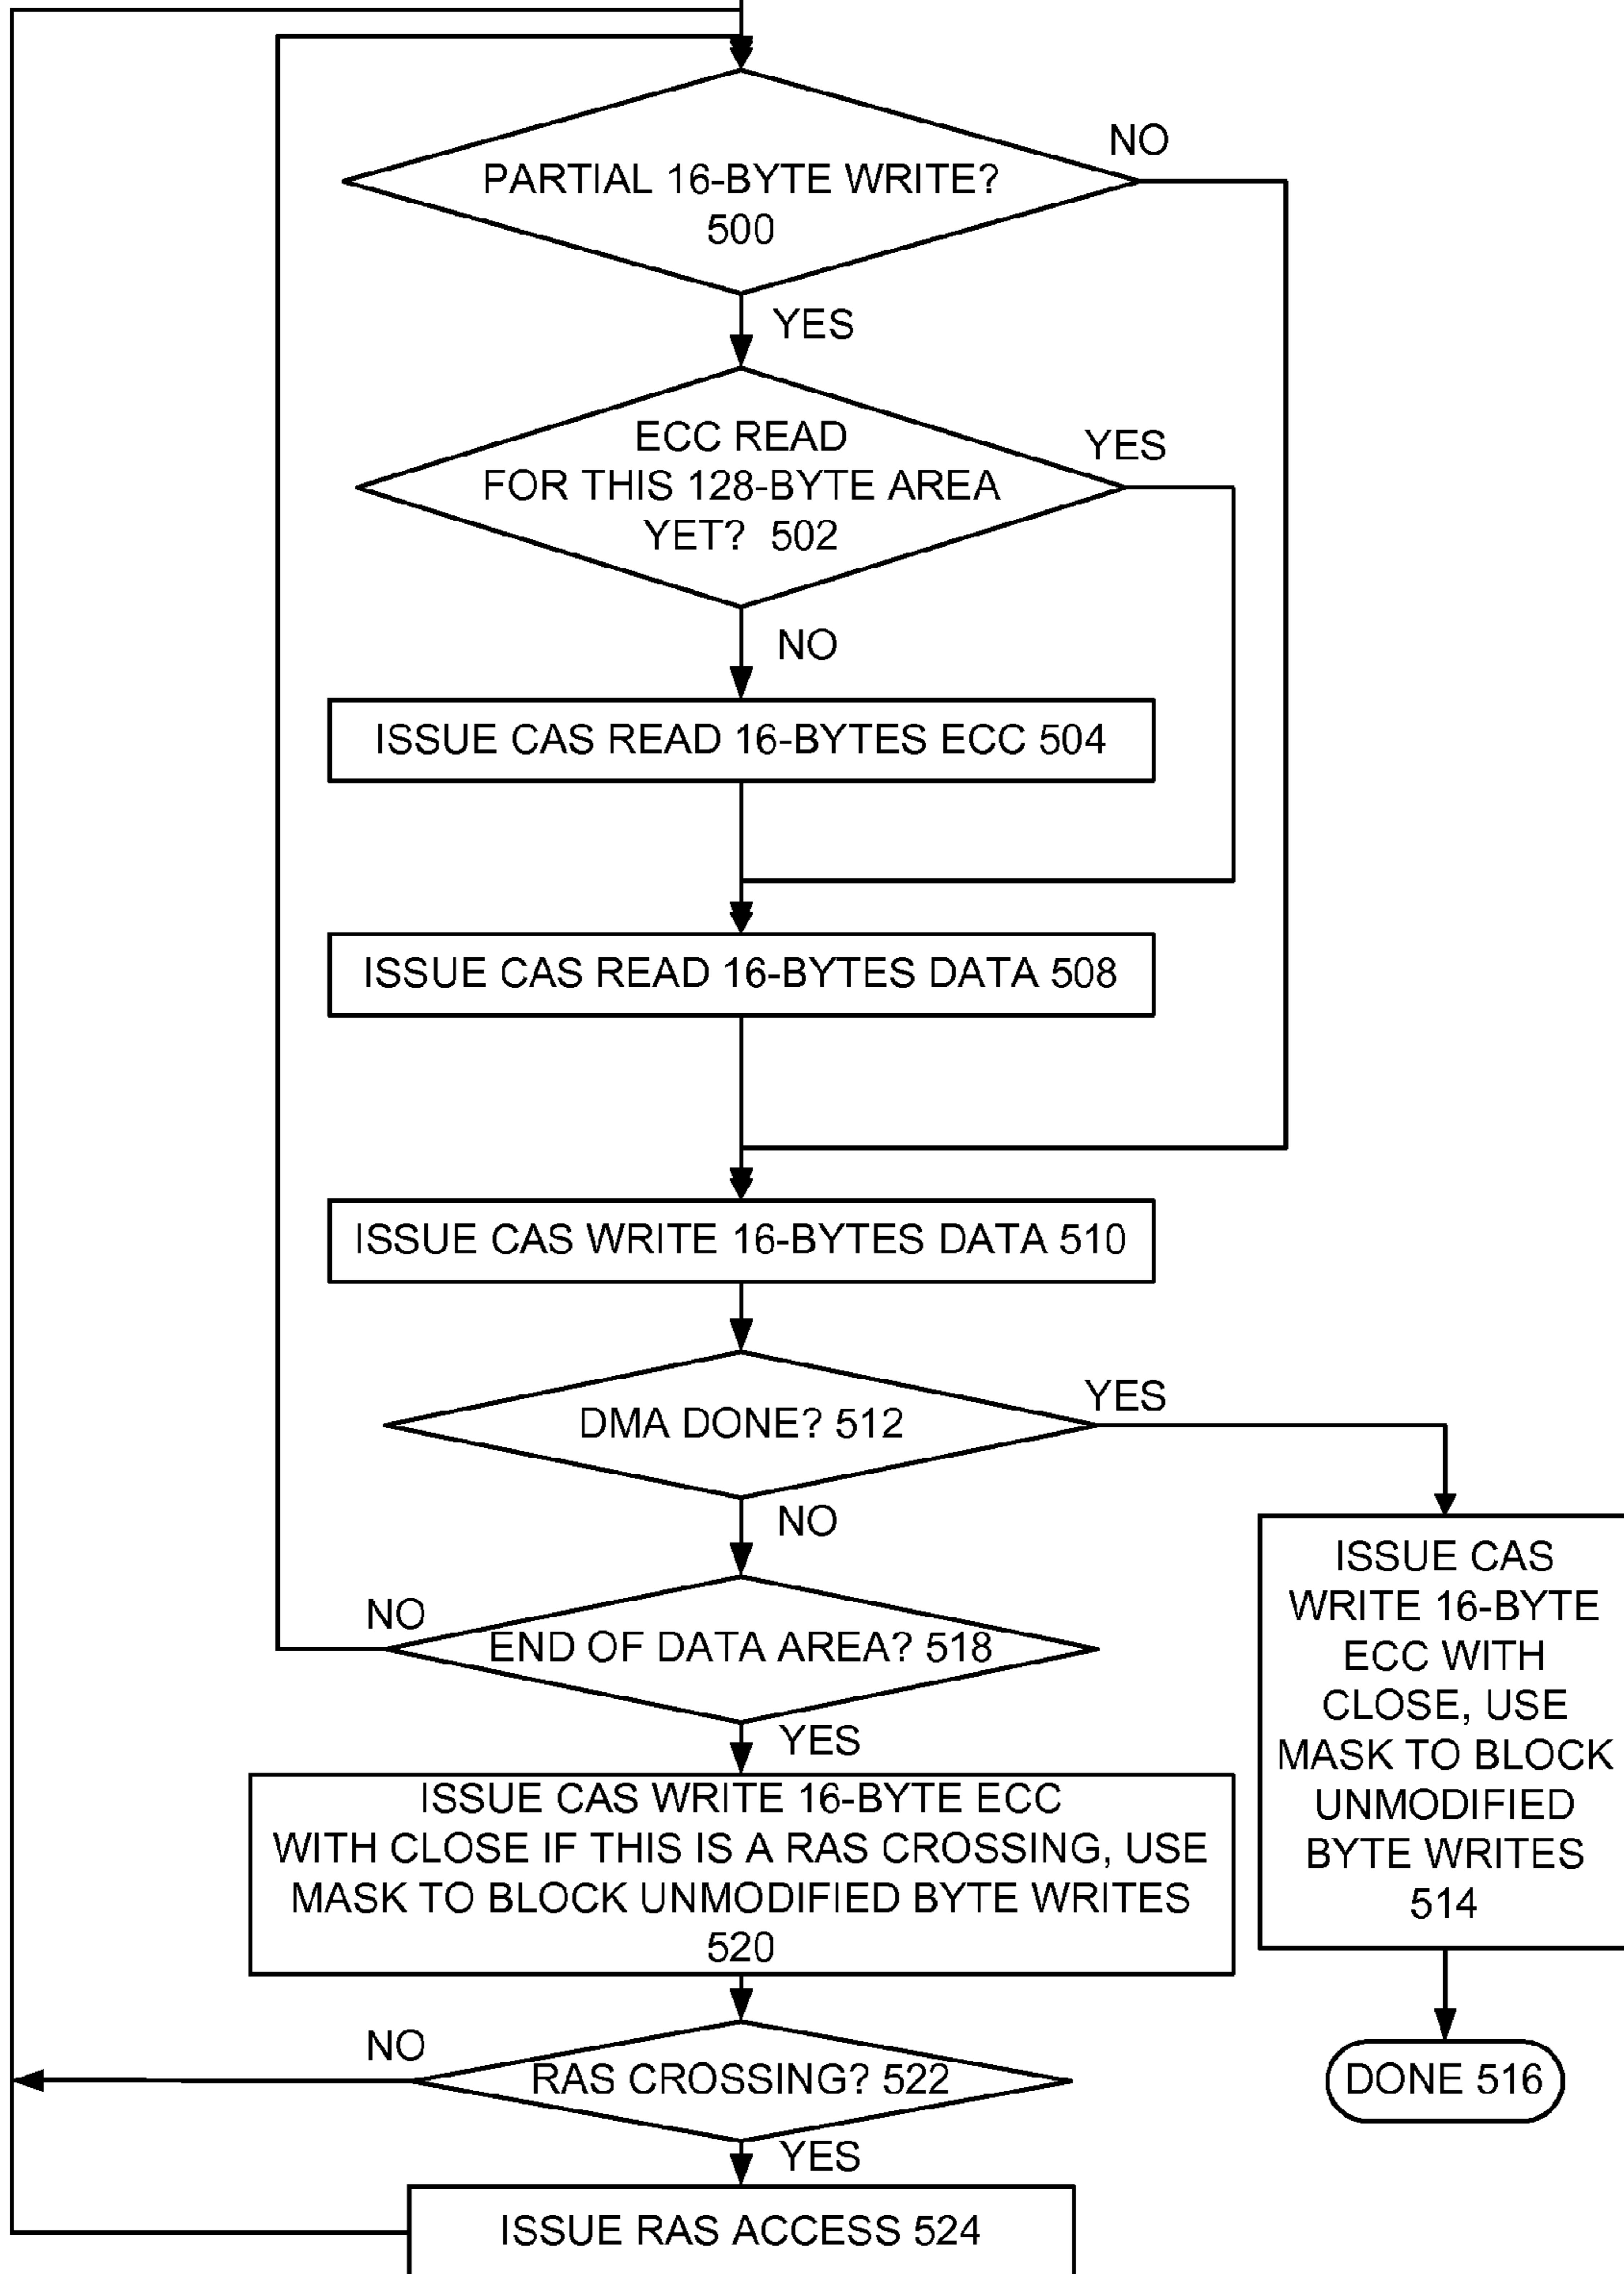 NO
PARTIAL 16-BYTE WRITE?
500
YES
ECC READ
FOR THIS 128-BYTE AREA
YET? 502
YES
NO
ISSUE CAS READ 16-BYTES ECC 504
ISSUE CAS READ 16-BYTES DATA 508
ISSUE CAS WRITE 16-BYTES DATA 510
DMA DONE? 512
YES
NO
END OF DATA AREA? 518
NO
YES
ISSUE CAS
WRITE 16-BYTE
ECC WITH
CLOSE, USE
MASK TO BLOCK
UNMODIFIED
BYTE WRITES
514
ISSUE CAS WRITE 16-BYTE ECC
WITH CLOSE IF THIS IS A RAS CROSSING, USE
MASK TO BLOCK UNMODIFIED BYTE WRITES
520
NO
RAS CROSSING? 522
DONE 516
YES
ISSUE RAS ACCESS 524